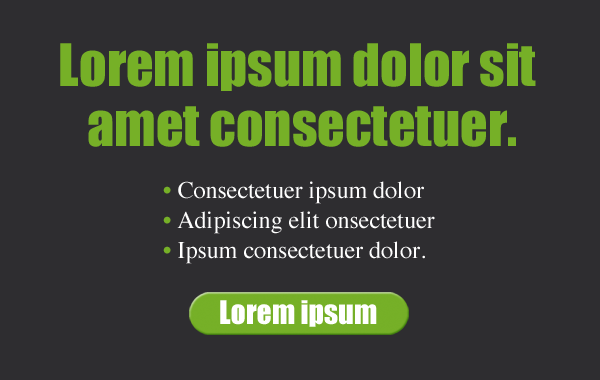 Lorem ipsum dolor sit
amet consectetuer.
• Consectetuer ipsum dolor
• Adipiscing elit onsectetuer
• Ipsum consectetuer dolor.
Lorem ipsum